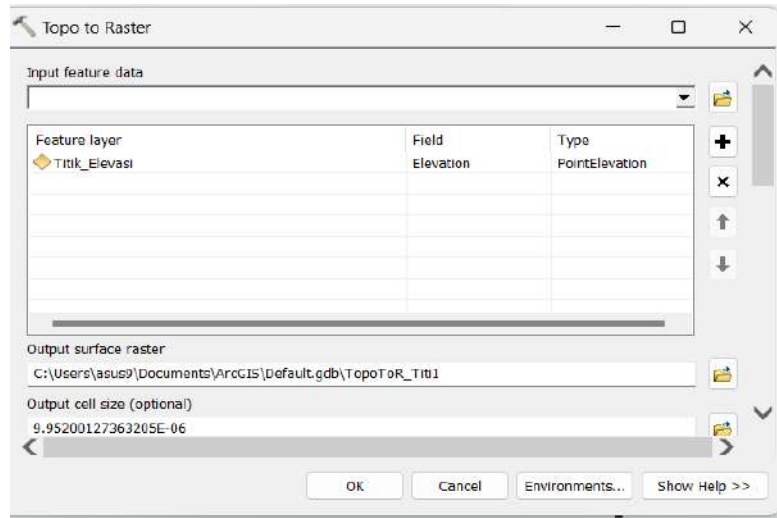 Topo to Raster
Input feature data
Feature layer Field Type
Titik_Elevasi Elevation PointElevation
Output surface raster
C:\Users\asus9\Documents\ArcGIS\Default.gdb\TopoToR_Titi1
Output cell size (optional)
9.95200127363205E-06
OK Cancel Environments... Show Help >>